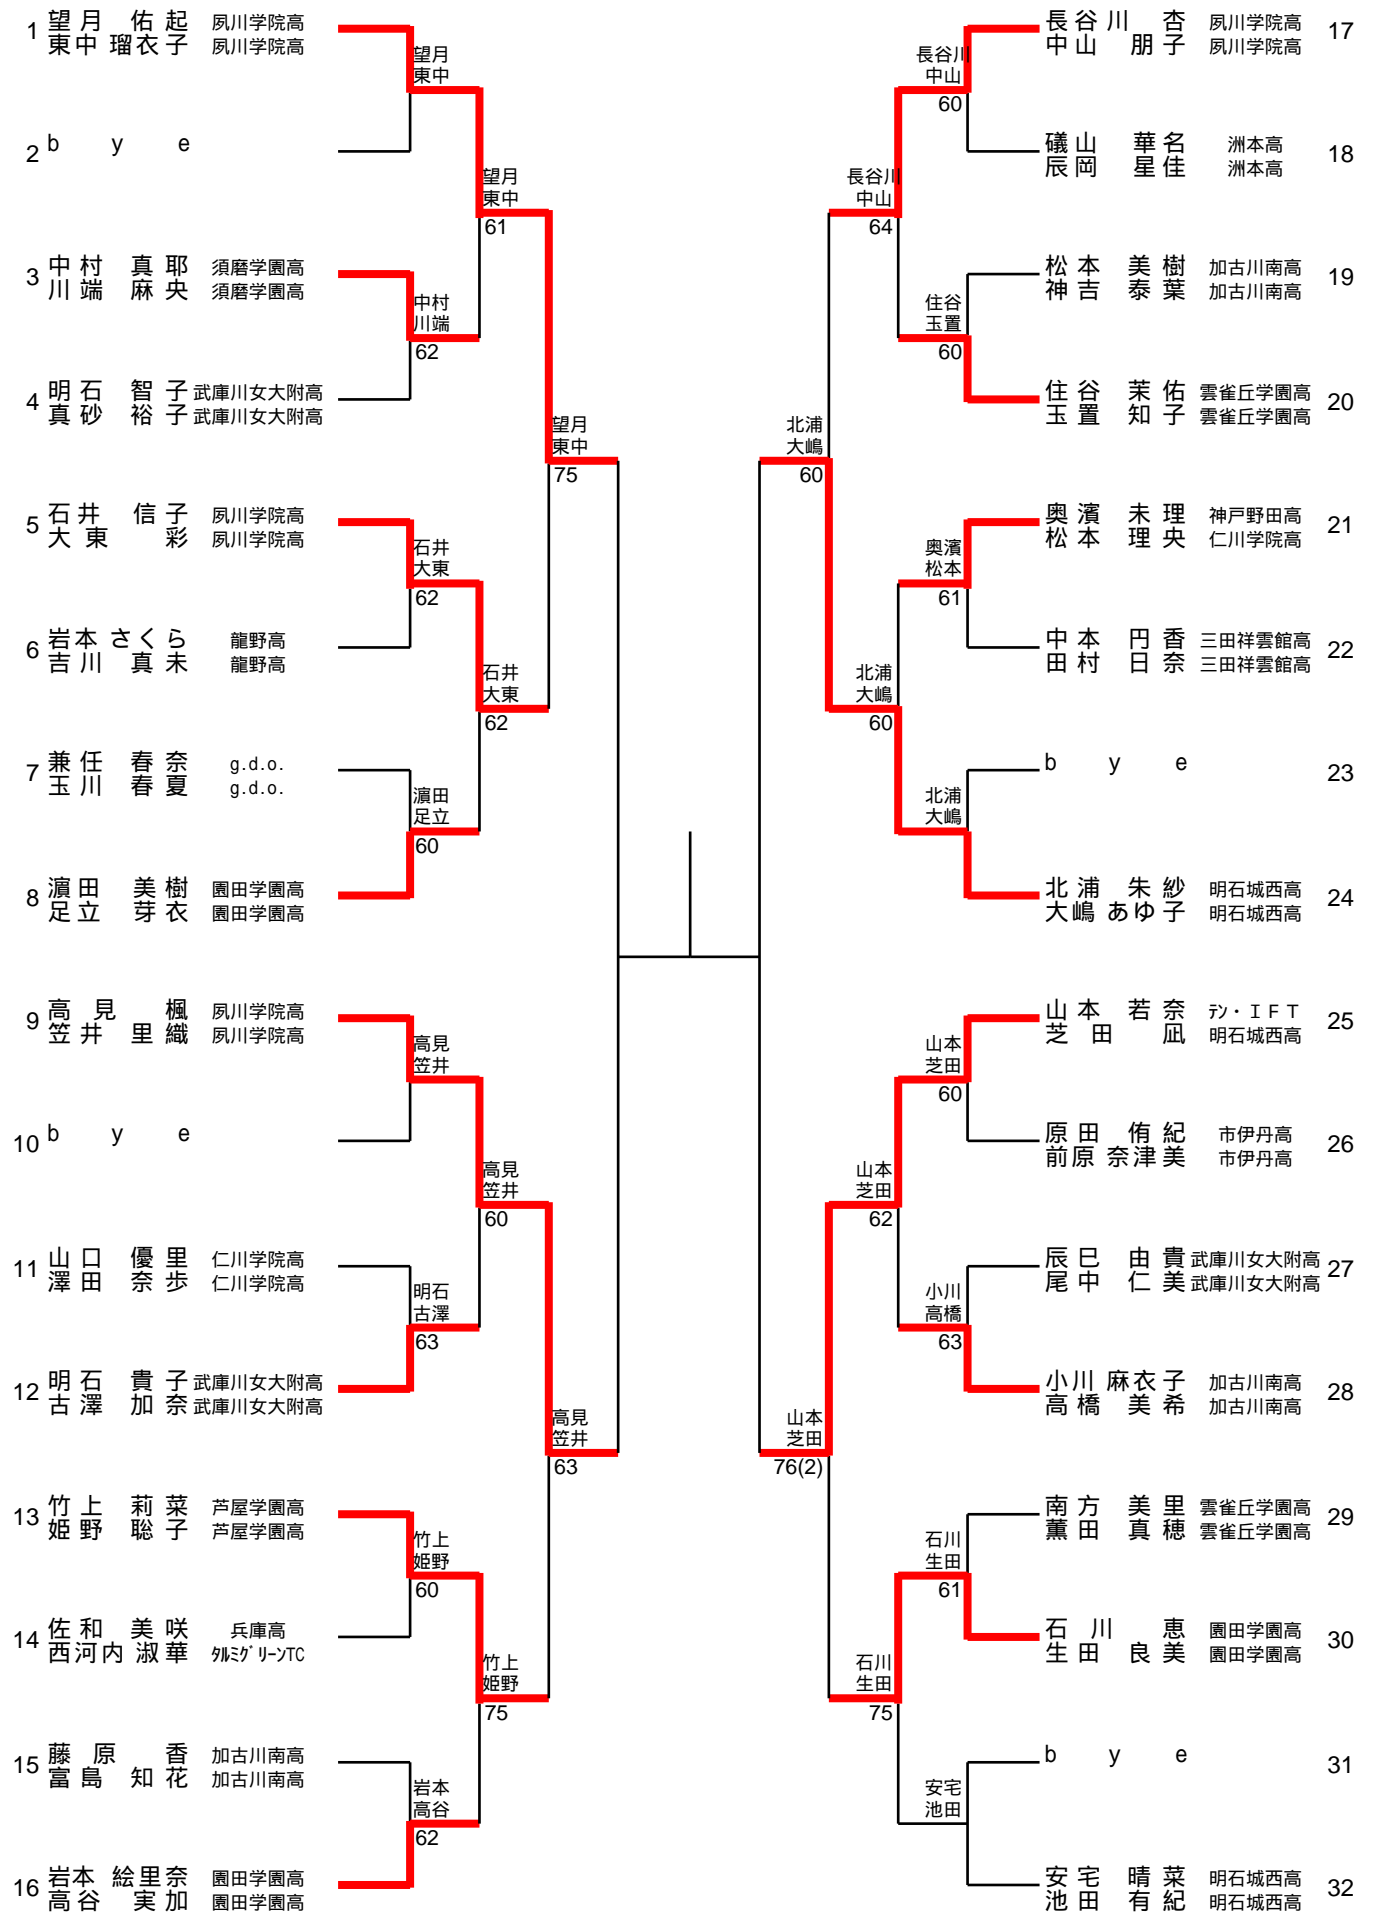 1 望月 佑起 夙川学院高
東中 瑠衣子 夙川学院高
望月
東中
2 bye
望月
東中
61
3 中村 真耶 須磨学園高
川端 麻央 須磨学園高
中村
川端
62
4 明石 智子 武庫川女大附高
真砂 裕子 武庫川女大附高
望月
東中
75
5 石井 信子 夙川学院高
大東 彩 夙川学院高
石井
大東
62
6 岩本 さくら 龍野高
吉川 真未 龍野高
石井
大東
62
7 兼任 春奈 g.d.o.
玉川 春夏 g.d.o.
濵田
足立
60
8 濵田 美樹 園田学園高
足立 芽衣 園田学園高
9 高見 楓 夙川学院高
笠井 里織 夙川学院高
高見
笠井
10 bye
高見
笠井
60
11 山口 優里 仁川学院高
澤田 奈歩 仁川学院高
明石
古澤
63
12 明石 貴子 武庫川女大附高
古澤 加奈 武庫川女大附高
高見
笠井
63
13 竹上 莉菜 芦屋学園高
姫野 聡子 芦屋学園高
竹上
姫野
60
14 佐和 美咲 兵庫高
西河内 淑華 ﾀﾙﾐｸﾞﾘｰﾝTC
竹上
姫野
75
15 藤原 香 加古川南高
富島 知花 加古川南高
岩本
高谷
62
16 岩本 絵里奈 園田学園高
高谷 実加 園田学園高
長谷川 杏 夙川学院高 17
中山 朋子 夙川学院高
長谷川
中山
60
礒山 華名 洲本高 18
辰岡 星佳 洲本高
長谷川
中山
64
松本 美樹 加古川南高 19
神吉 泰葉 加古川南高
住谷
玉置
60
住谷 茉佑 雲雀丘学園高 20
玉置 知子 雲雀丘学園高
北浦
大嶋
60
奥濱 未理 神戸野田高 21
松本 理央 仁川学院高
奥濱
松本
61
中本 円香 三田祥雲館高 22
田村 日奈 三田祥雲館高
北浦
大嶋
60
bye 23
北浦
大嶋
北浦 朱紗 明石城西高 24
大嶋 あゆ子 明石城西高
山本 若奈 ﾃﾝ・ＩＦＴ 25
芝田 凪 明石城西高
山本
芝田
60
原田 侑紀 市伊丹高 26
前原 奈津美 市伊丹高
山本
芝田
62
辰巳 由貴 武庫川女大附高 27
尾中 仁美 武庫川女大附高
小川
高橋
63
小川 麻衣子 加古川南高 28
高橋 美希 加古川南高
山本
芝田
76(2)
南方 美里 雲雀丘学園高 29
薫田 真穂 雲雀丘学園高
石川
生田
61
石川 恵 園田学園高 30
生田 良美 園田学園高
石川
生田
75
bye 31
安宅
池田
安宅 晴菜 明石城西高 32
池田 有紀 明石城西高